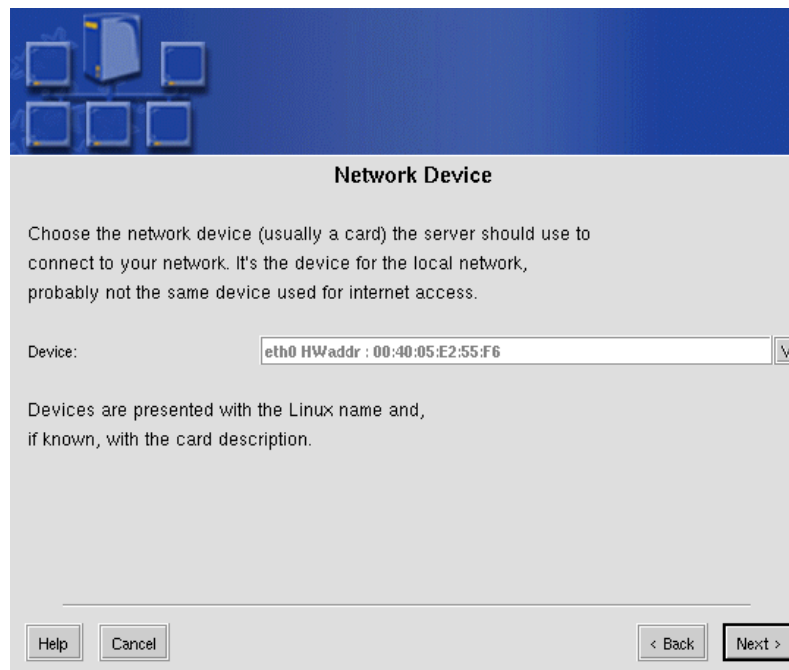 Network Device
Choose the network device (usually a card) the server should use to
connect to your network. It's the device for the local network,
probably not the same device used for internet access.
Device: eth0 HWaddr : 00:40:05:E2:55:F6
Devices are presented with the Linux name and,
if known, with the card description.
Help Cancel < Back Next >